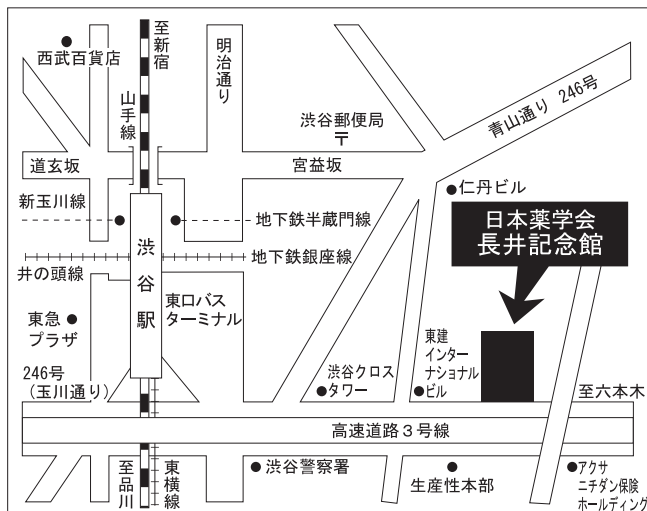 至新宿
西武百貨店
山手線
明治通り
渋谷郵便局
〒
青山通り 246号
道玄坂
宮益坂
仁丹ビル
新玉川線
地下鉄半蔵門線
日本薬学会
長井記念館
渋谷駅
地下鉄銀座線
井の頭線
東口バス
ターミナル
東急
プラザ
246号
(玉川通り)
渋谷クロス
タワー
東建
インター
ナショナル
ビル
至六本木
高速道路3号線
至品川
東横線
渋谷警察署
生産性本部
アクサ
ニチダン保険
ホールディング